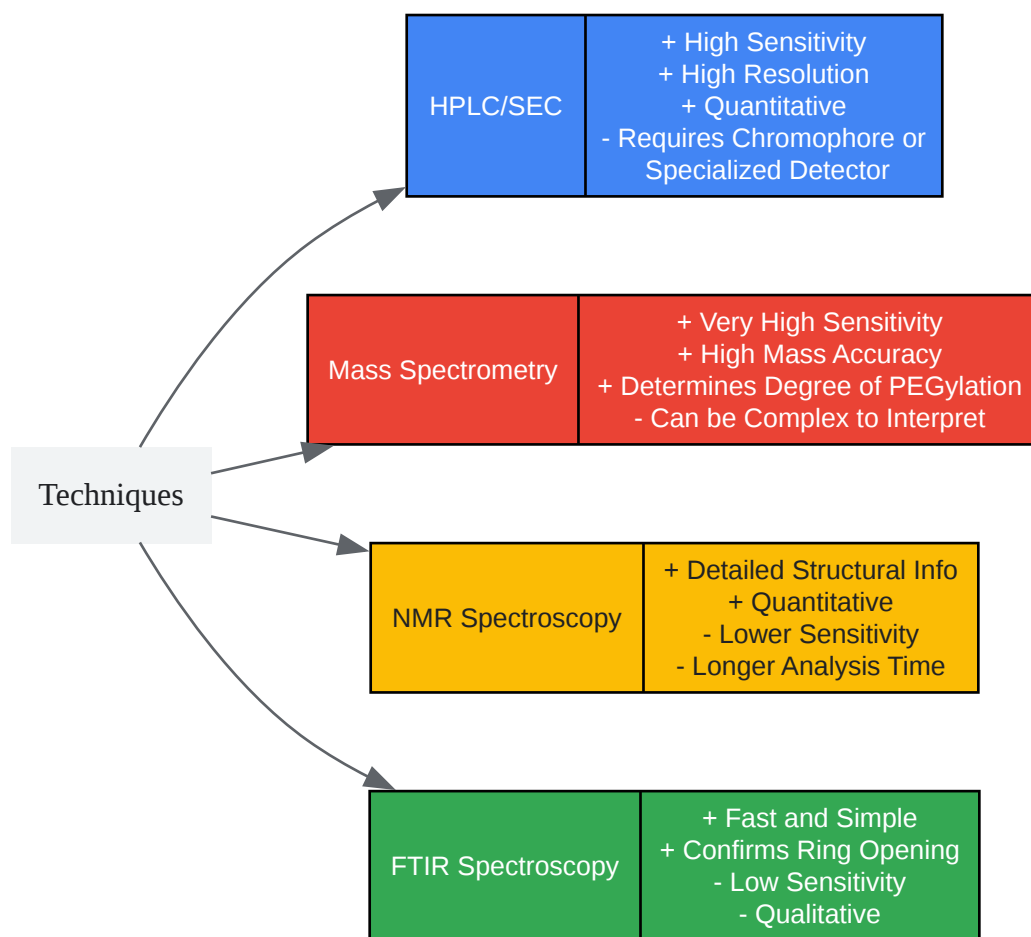 Techniques
HPLC/SEC
+ High Sensitivity
+ High Resolution
+ Quantitative
- Requires Chromophore or
Specialized Detector
Mass Spectrometry
+ Very High Sensitivity
+ High Mass Accuracy
+ Determines Degree of PEGylation
- Can be Complex to Interpret
NMR Spectroscopy
+ Detailed Structural Info
+ Quantitative
- Lower Sensitivity
- Longer Analysis Time
FTIR Spectroscopy
+ Fast and Simple
+ Confirms Ring Opening
- Low Sensitivity
- Qualitative